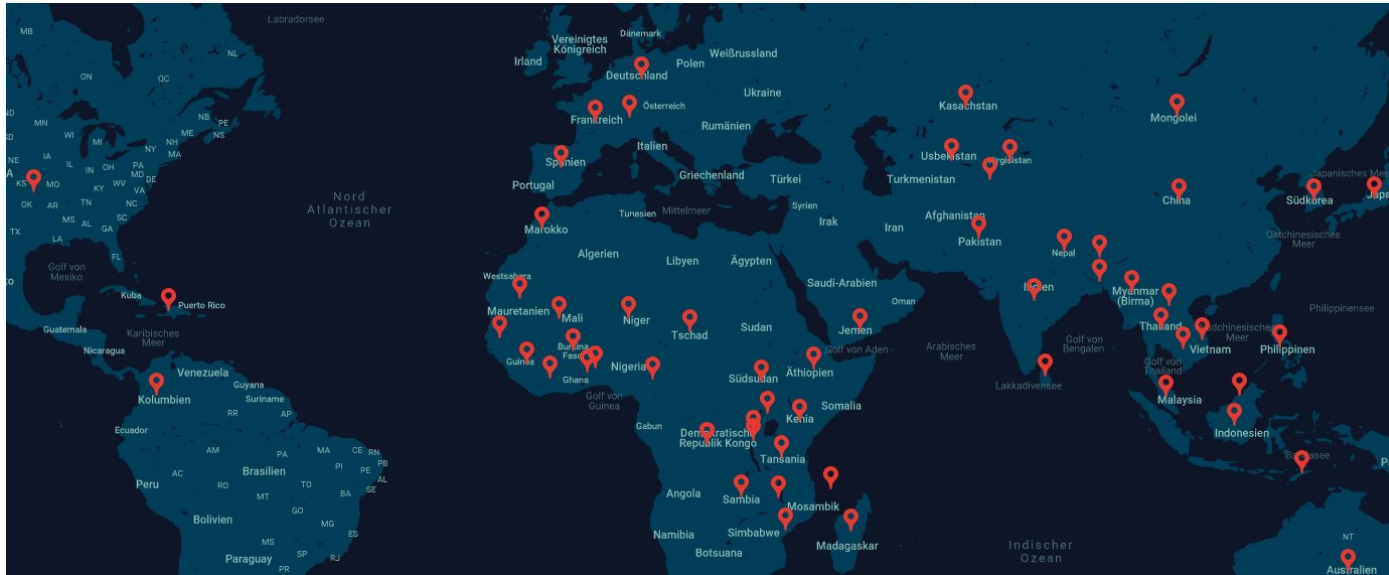 Labradorsee
MB
NL
ON
QC
ND
MN
SD
WI
MI
NB
PE
ME
NS
NH
NY
MA
NE
IA
IL
IN
OH
PA
MD
DE
KS
MO
KY
WV
VA
OK
AR
TN
NC
MS
AL
SC
GA
TX
LA
FL
Golf von
Mexiko
Kuba
Puerto Rico
Guatemala
Karibisches
Meer
Nicaragua
Venezuela
Guyana
Suriname
Kolumbien
RR
AP
Ecuador
AM
PA
MA
CE
RN
PB
PI
PE
AL
SE
AC
Brasilien
TO
RO
BA
Peru
MT
GO
Bolivien
MG
MS
ES
SP
RJ
Paraguay
PR
Nord
Atlantischer
Ozean
Dänemark
Vereinigtes
Königreich
Irland
Weißrussland
Polen
Deutschland
Ukraine
Österreich
Frankreich
Rumänien
Italien
Spanien
Portugal
Griechenland
Türkei
Mittelmeer
Tunesien
Syrien
Irak
Iran
Marokko
Algerien
Libyen
Ägypten
Saudi-Arabien
Oman
Westsahara
Mauretanien
Mali
Niger
Tschad
Sudan
Jemen
Golf von Aden
Arabisches
Meer
Guinea
Burkina
Faso
Ghana
Nigeria
Südsudan
Äthiopien
Golf von
Guinea
Somalia
Gabun
Kenia
Demokratische
Republik Kongo
Tansania
Angola
Sambia
Mosambik
Namibia
Simbabwe
Botsuana
Madagaskar
Indischer
Ozean
Kasachstan
Mongolei
Usbekistan
Kirgisistan
Turkmenistan
Afghanistan
Pakistan
China
Südkorea
Japanisches Meer
Japan
Ostchinesisches
Meer
Nepal
Indien
Myanmar
(Birma)
Thailand
Vietnam
Südchinesisches
Meer
Philippinensee
Philippinen
Golf von
Bengalen
Golf von
Thailand
Lakkadivensee
Malaysia
Indonesien
Bandasee
NT
Australien